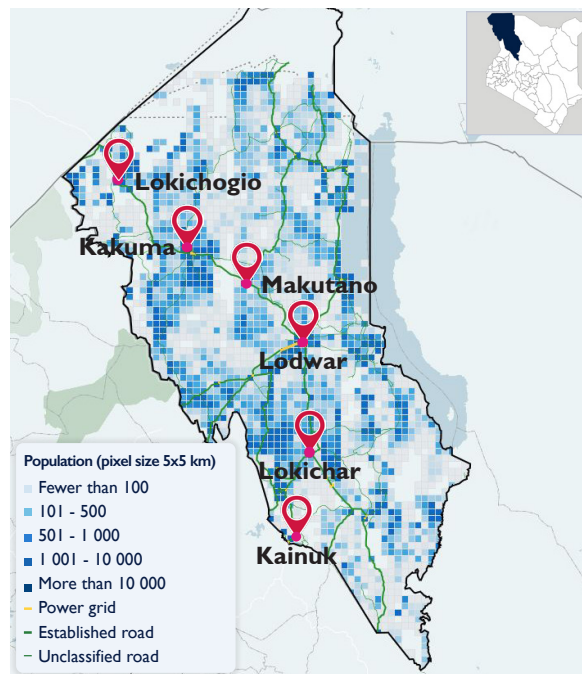 Lokichogio
Kakuma
Makutano
Lodwar
Lokichar
Kainuk
Population (pixel size 5x5 km)
Fewer than 100
101 - 500
501 - 1 000
1 001 - 10 000
More than 10 000
Power grid
Established road
Unclassified road